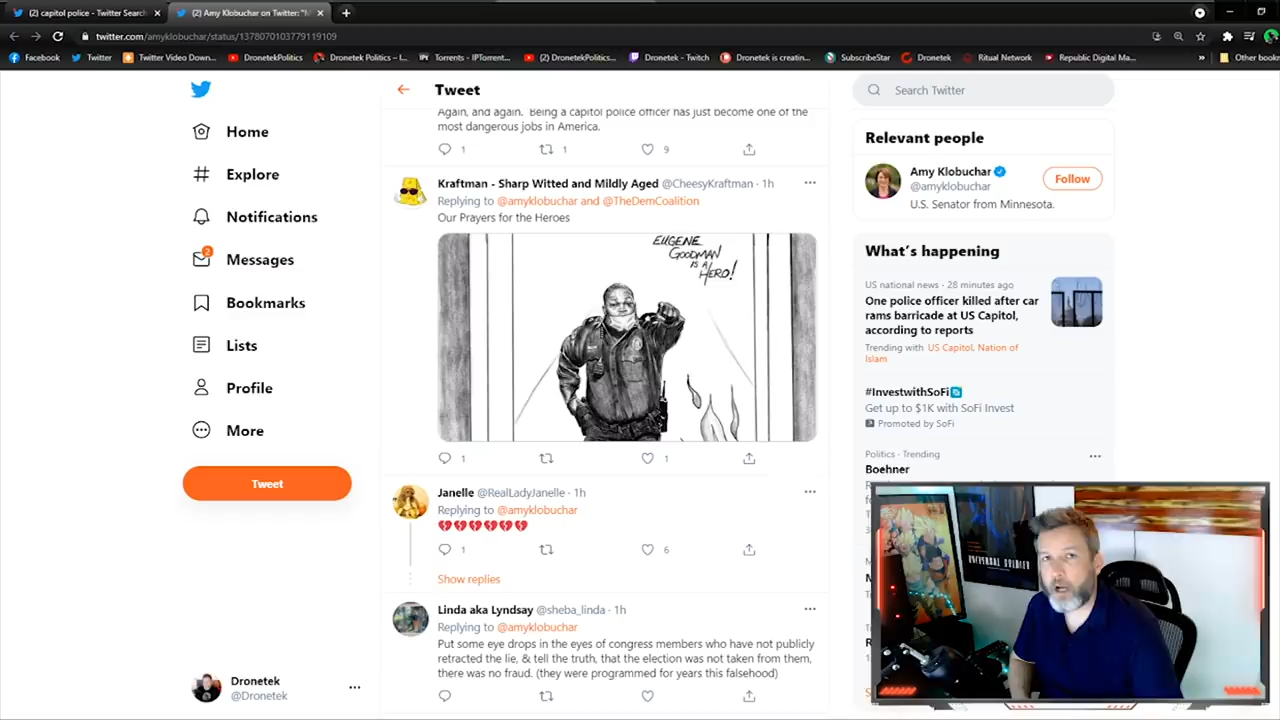 (2) capitol police - Twitter Searc
(2) Amy Klobuchar on Twitter: "M
twitter.com/amyklobuchar/status/1378070103779119109
Facebook
Twitter
Twitter Video Down...
DronetekPolitics
Dronetek Politics – I...
Torrents - IPTorrent...
(2) DronetekPolitics...
Dronetek - Twitch
Dronetek is creatin...
SubscribeStar
Dronetek
Ritual Network
Republic Digital Ma...
Other book
Home
Explore
Notifications
2
Messages
Bookmarks
Lists
Profile
More
Tweet
Dronetek
@Dronetek
Tweet
Again, and again. Being a capitol police officer has just become one of the
most dangerous jobs in America.
1
1
9
Kraftman - Sharp Witted and Mildly Aged @CheesyKraftman · 1h
Replying to @amyklobuchar and @TheDemCoalition
Our Prayers for the Heroes
EUGENE
GOODMAN
IS A
HERO!
1
1
Janelle @RealLadyJanelle · 1h
Replying to @amyklobuchar
💔💔💔💔💔💔
1
6
Show replies
Linda aka Lyndsay @sheba_linda · 1h
Replying to @amyklobuchar
Put some eye drops in the eyes of congress members who have not publicly
retracted the lie, & tell the truth, that the election was not taken from them,
there was no fraud. (they were programmed for years this falsehood)
Search Twitter
Relevant people
Amy Klobuchar
@amyklobuchar
Follow
U.S. Senator from Minnesota.
What's happening
US national news · 28 minutes ago
One police officer killed after car
rams barricade at US Capitol,
according to reports
Trending with US Capitol, Nation of
Islam
#InvestwithSoFi
Get up to $1K with SoFi Invest
Promoted by SoFi
Politics · Trending
Boehner
UNIVERSAL SOLDIER